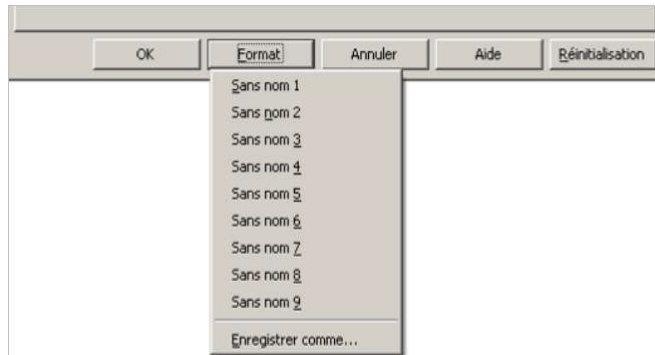 OK Format Annuler Aide Réinitialisation
Sans nom 1
Sans nom 2
Sans nom 3
Sans nom 4
Sans nom 5
Sans nom 6
Sans nom 7
Sans nom 8
Sans nom 9
Enregistrer comme...